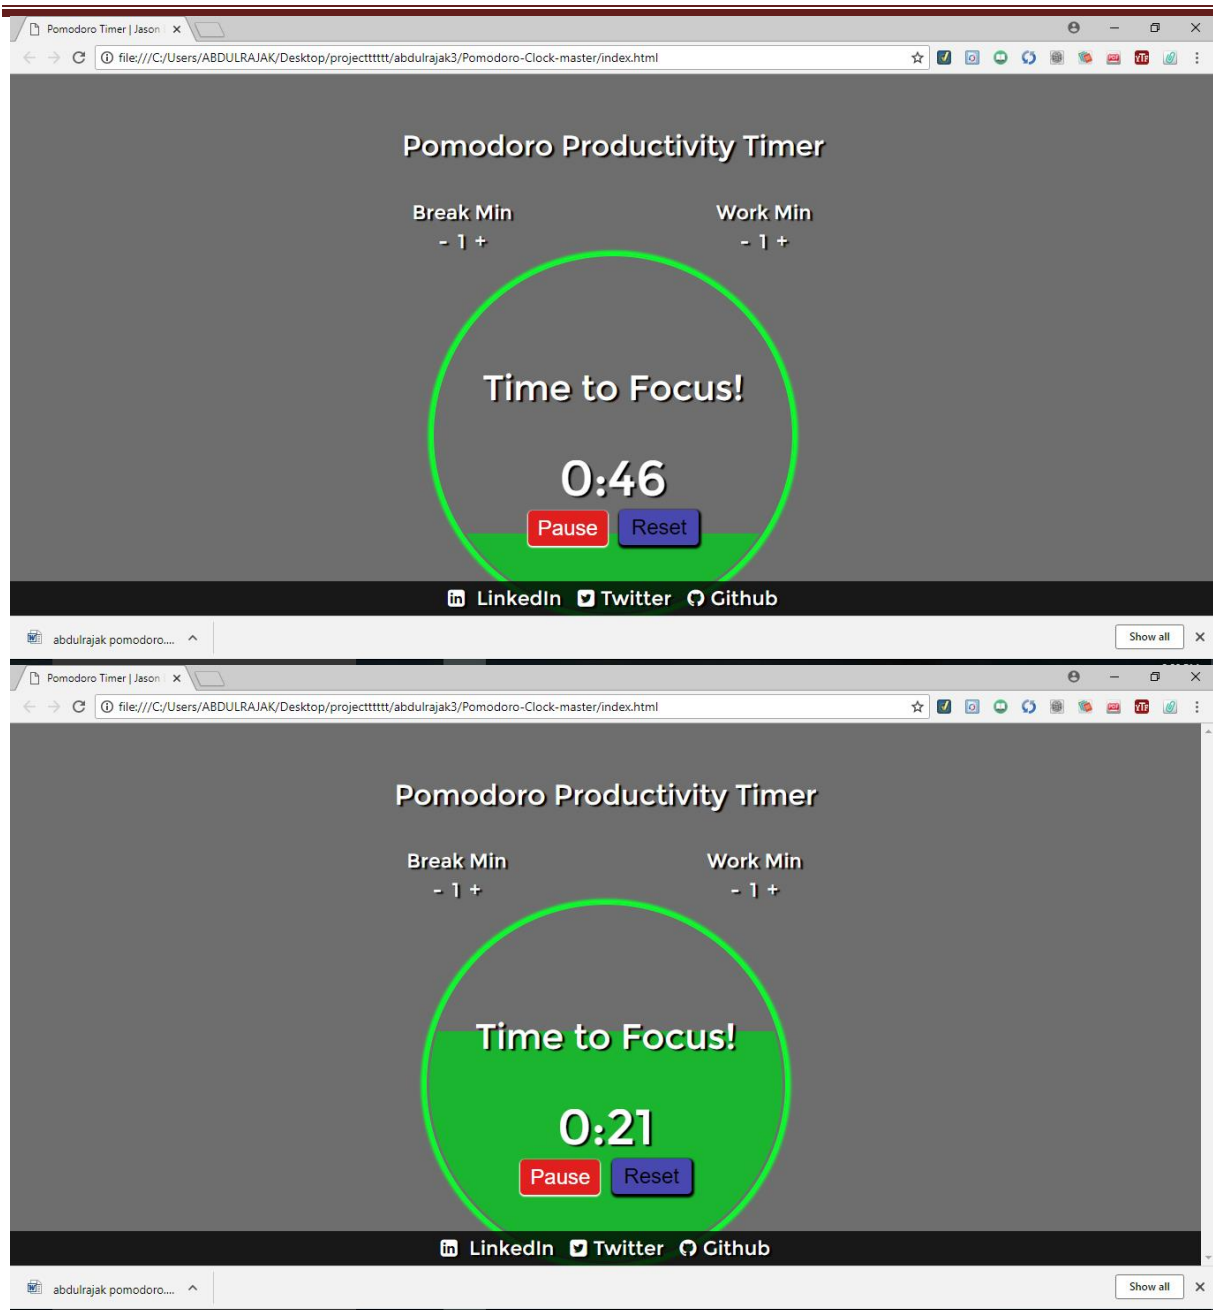 Pomodoro Timer | Jason
file:///C:/Users/ABDULRAJAK/Desktop/projectttttt/abdulrajak3/Pomodoro-Clock-master/index.html
Pomodoro Productivity Timer
Break Min Work Min
- 1 + - 1 +
Time to Focus!
0:46
Pause Reset
LinkedIn Twitter Github
abdulrajak pomodoro.... Show all
Pomodoro Timer | Jason
file:///C:/Users/ABDULRAJAK/Desktop/projectttttt/abdulrajak3/Pomodoro-Clock-master/index.html
Pomodoro Productivity Timer
Break Min Work Min
- 1 + - 1 +
Time to Focus!
0:21
Pause Reset
LinkedIn Twitter Github
abdulrajak pomodoro.... Show all